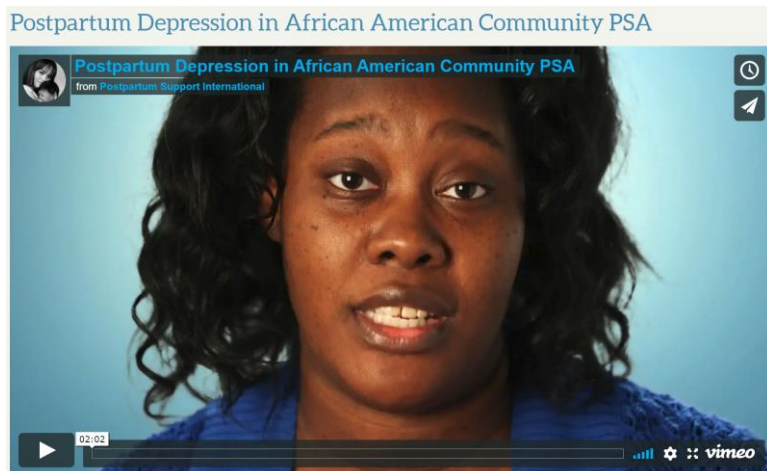 Postpartum Depression in African American Community PSA
Postpartum Depression in African American Community PSA
from Postpartum Support International
02:02
vimeo